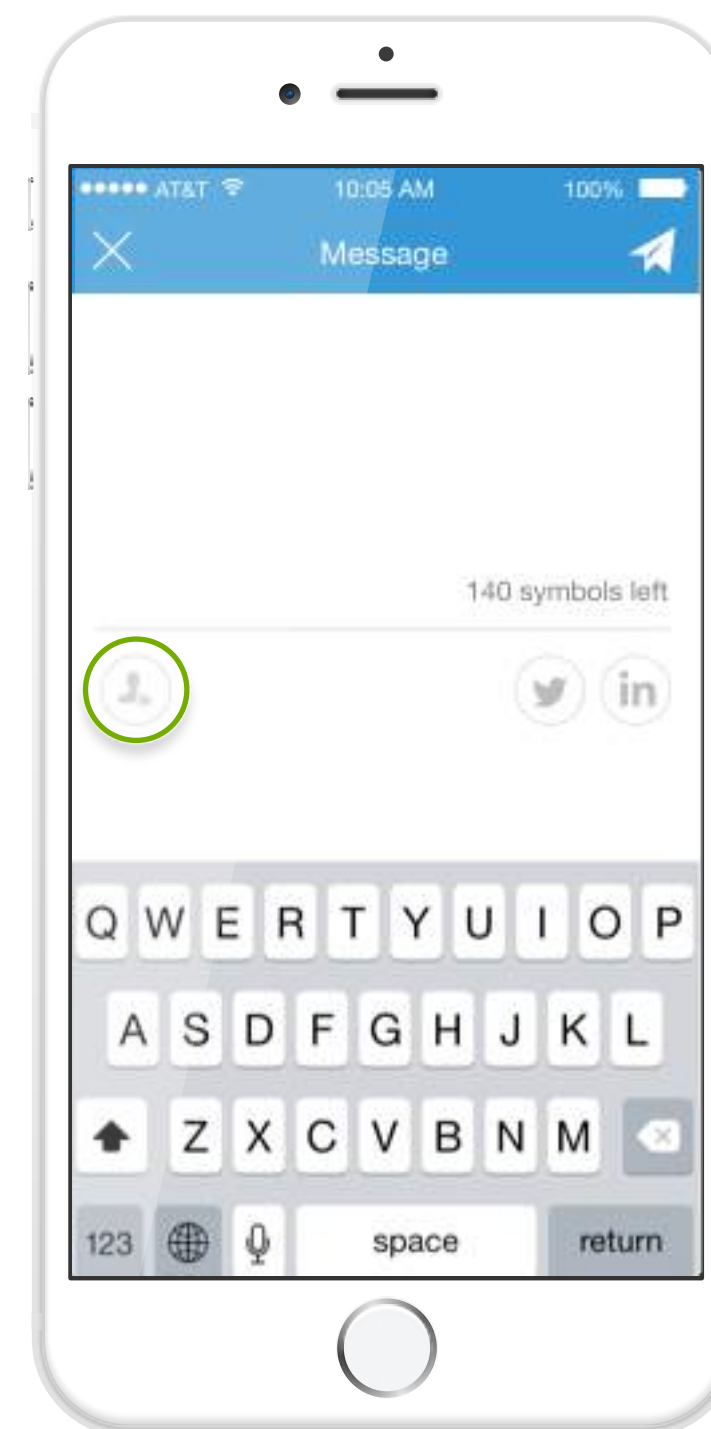 AT&T 10:05 AM 100%
Message
140 symbols left
in
Q W E R T Y U I O P
A S D F G H J K L
Z X C V B N M
123 space return